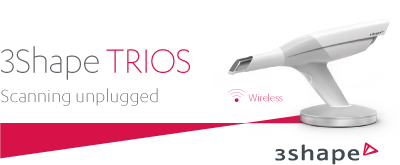 3Shape TRIOS
Scanning unplugged
Wireless
3shape